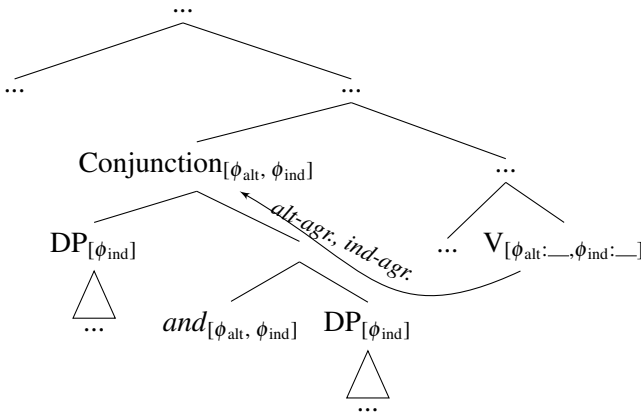 ...
... ...
Conjunction[ϕalt, ϕind] ...
alt-agr., ind-agr.
DP[ϕind] ... V[ϕalt:__,ϕind:__]
... and[ϕalt, ϕind] DP[ϕind]
...